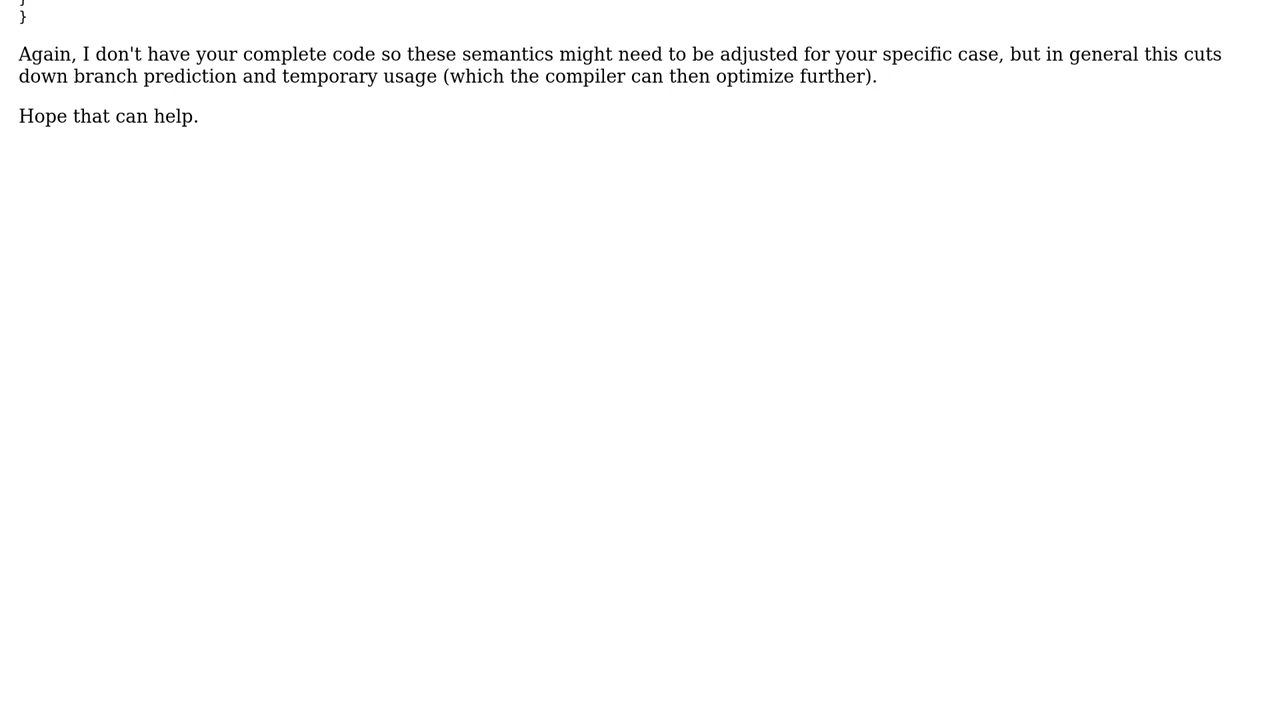 }
}
Again, I don't have your complete code so these semantics might need to be adjusted for your specific case, but in general this cuts
down branch prediction and temporary usage (which the compiler can then optimize further).
Hope that can help.